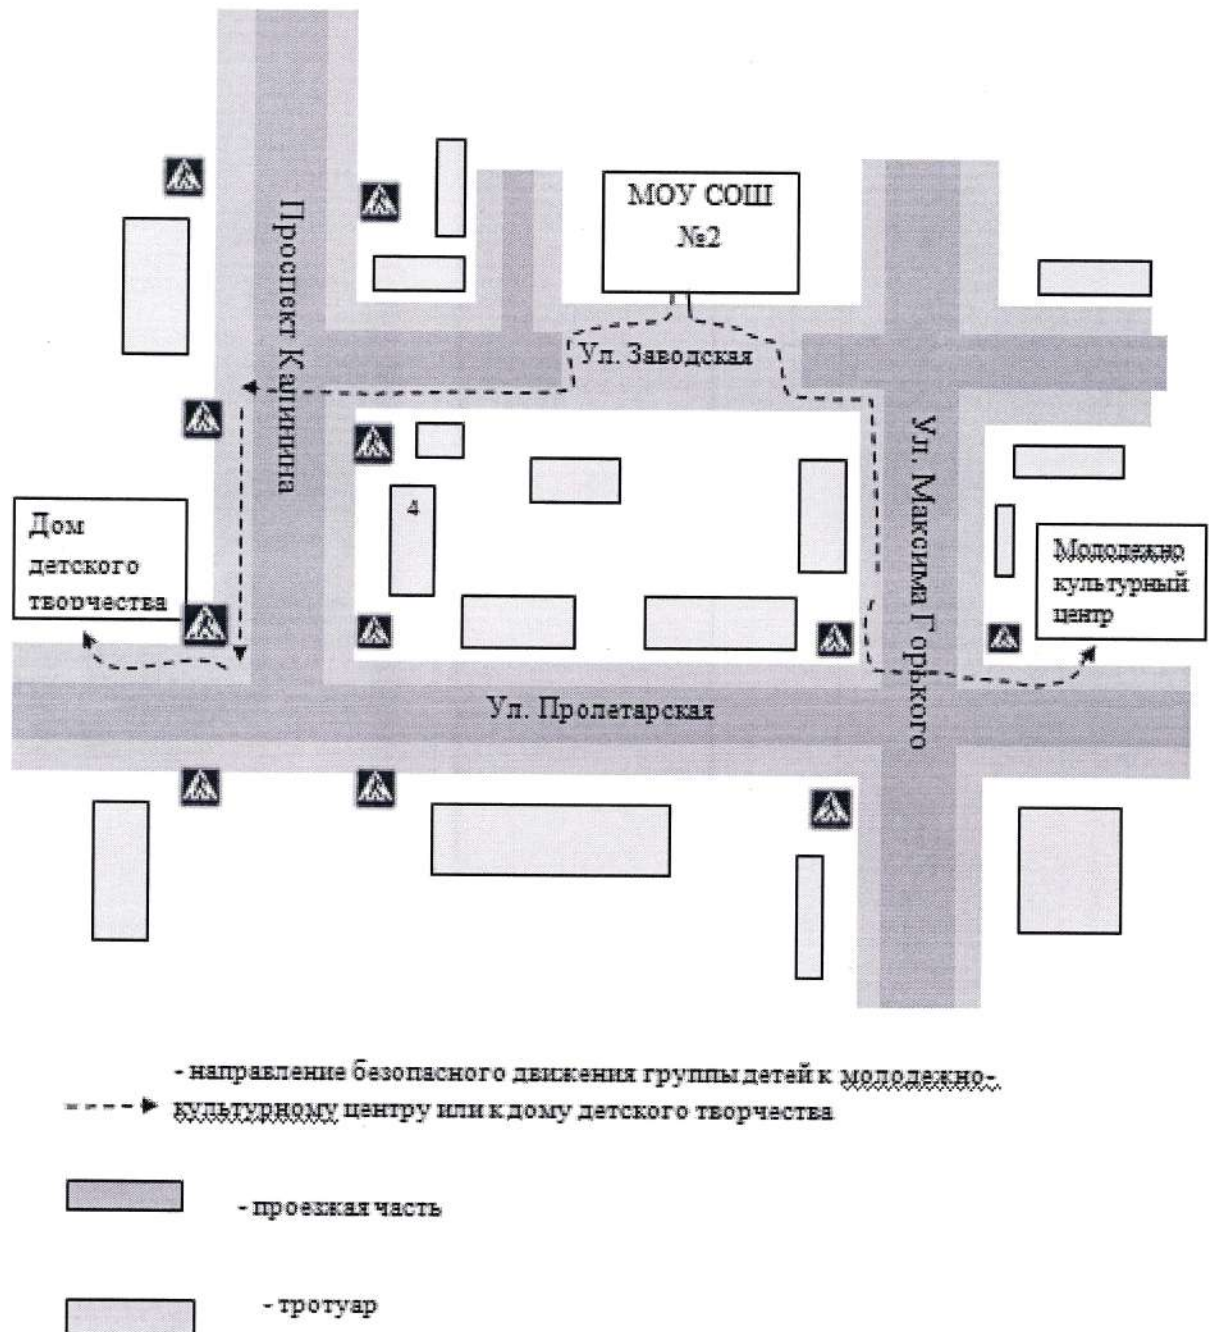 МОУ СОШ
№2
Проспект Калинина
Ул. Заводская
Ул. Максима Горького
4
Дом
детского
творчества
Молодежно
культурный
центр
Ул. Пролетарская
- направление безопасного движения группы детей к молодежно-
культурному центру или к дому детского творчества
- проезжая часть
- тротуар